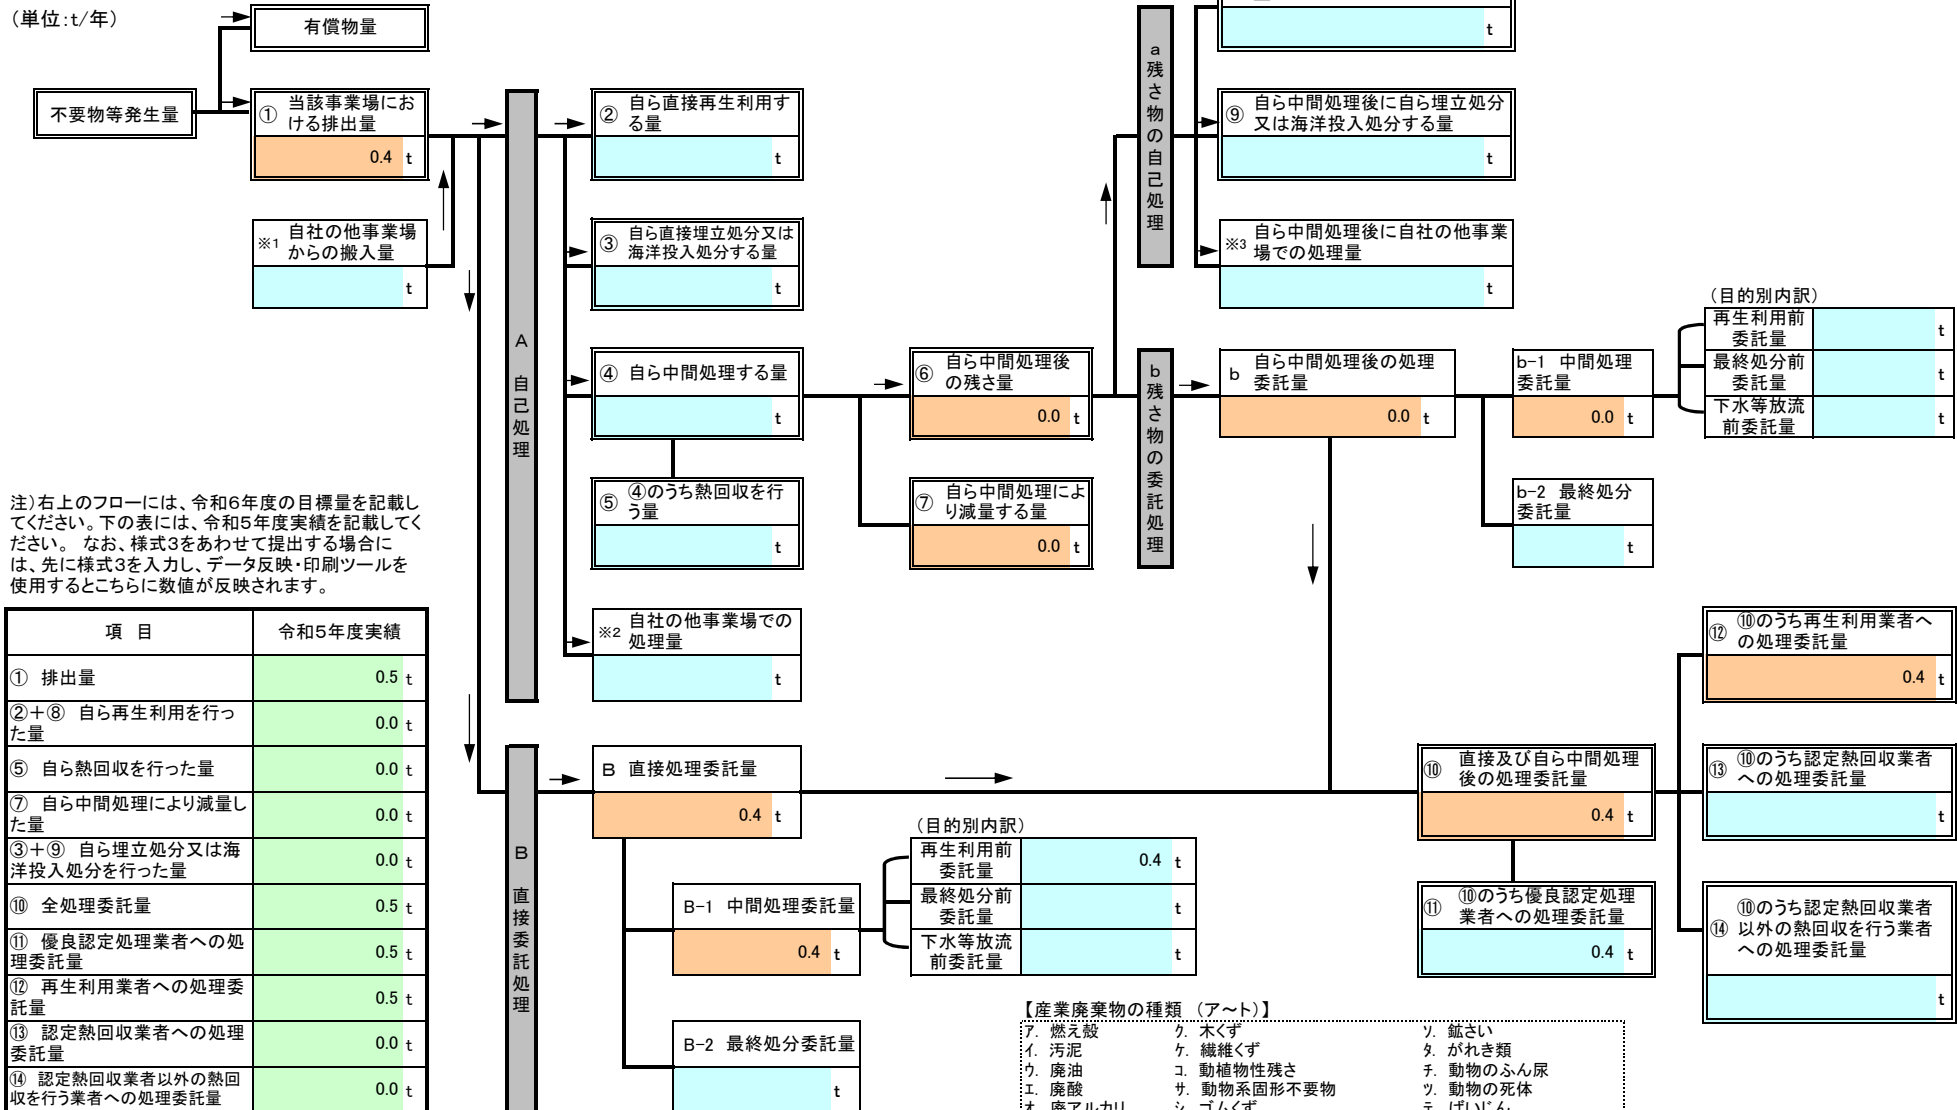 （単位：t/年）
有償物量
不要物等発生量
① 当該事業場にお
ける排出量
0.4 t
※1 自社の他事業場
からの搬入量
t
A 自己処理
② 自ら直接再生利用す
る量
t
③ 自ら直接埋立処分又は
海洋投入処分する量
t
④ 自ら中間処理する量
t
⑤ ④のうち熱回収を行
う量
t
※2 自社の他事業場での
処理量
t
⑥ 自ら中間処理後
の残さ量
0.0 t
⑦ 自ら中間処理によ
り減量する量
0.0 t
a 残さ物の自己処理
t
⑨ 自ら中間処理後に自ら埋立処分
又は海洋投入処分する量
t
※3 自ら中間処理後に自社の他事業
場での処理量
t
b 残さ物の委託処理
b 自ら中間処理後の処理
委託量
0.0 t
b-1 中間処理
委託量
0.0 t
b-2 最終処分
委託量
t
（目的別内訳）
再生利用前
委託量
t
最終処分前
委託量
t
下水等放流
前委託量
t
注）右上のフローには、令和6年度の目標量を記載し
てください。下の表には、令和5年度実績を記載してく
ださい。 なお、様式3をあわせて提出する場合に
は、先に様式3を入力し、データ反映・印刷ツールを
使用するとこちらに数値が反映されます。
項 目 令和5年度実績
① 排出量 0.5 t
②＋⑧ 自ら再生利用を行っ
た量 0.0 t
⑤ 自ら熱回収を行った量 0.0 t
⑦ 自ら中間処理により減量し
た量 0.0 t
③＋⑨ 自ら埋立処分又は海
洋投入処分を行った量 0.0 t
⑩ 全処理委託量 0.5 t
⑪ 優良認定処理業者への処
理委託量 0.5 t
⑫ 再生利用業者への処理委
託量 0.5 t
⑬ 認定熱回収業者への処理
委託量 0.0 t
⑭ 認定熱回収業者以外の熱回
収を行う業者への処理委託量 0.0 t
B 直接委託処理
B 直接処理委託量
0.4 t
B-1 中間処理委託量
0.4 t
B-2 最終処分委託量
t
（目的別内訳）
再生利用前
委託量
0.4 t
最終処分前
委託量
t
下水等放流
前委託量
t
⑩ 直接及び自ら中間処理
後の処理委託量
0.4 t
⑪ ⑩のうち優良認定処理
業者への処理委託量
0.4 t
⑫ ⑩のうち再生利用業者へ
の処理委託量
0.4 t
⑬ ⑩のうち認定熱回収業者
への処理委託量
t
⑭ ⑩のうち認定熱回収業者
以外の熱回収を行う業者
への処理委託量
t
【産業廃棄物の種類 （ア～ト）】
ア. 燃え殻 ク. 木くず ソ. 鉱さい
イ. 汚泥 ケ. 繊維くず タ. がれき類
ウ. 廃油 コ. 動植物性残さ チ. 動物のふん尿
エ. 廃酸 サ. 動物系固形不要物 ツ. 動物の死体
オ. 廃アルカリ シ. ゴムくず テ. ばいじん